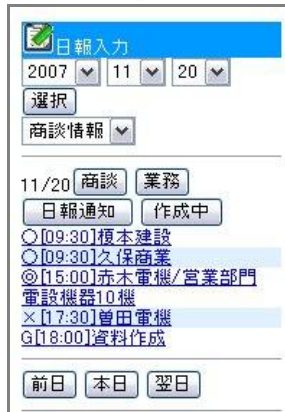 日報入力
2007 11 20
選択
商談情報
11/20 商談 業務
日報通知 作成中
○[09:30]榎本建設
○[09:30]久保商業
◎[15:00]赤木電機/営業部門
電設機器10機
×[17:30]曽田電機
G[18:00]資料作成
前日 本日 翌日